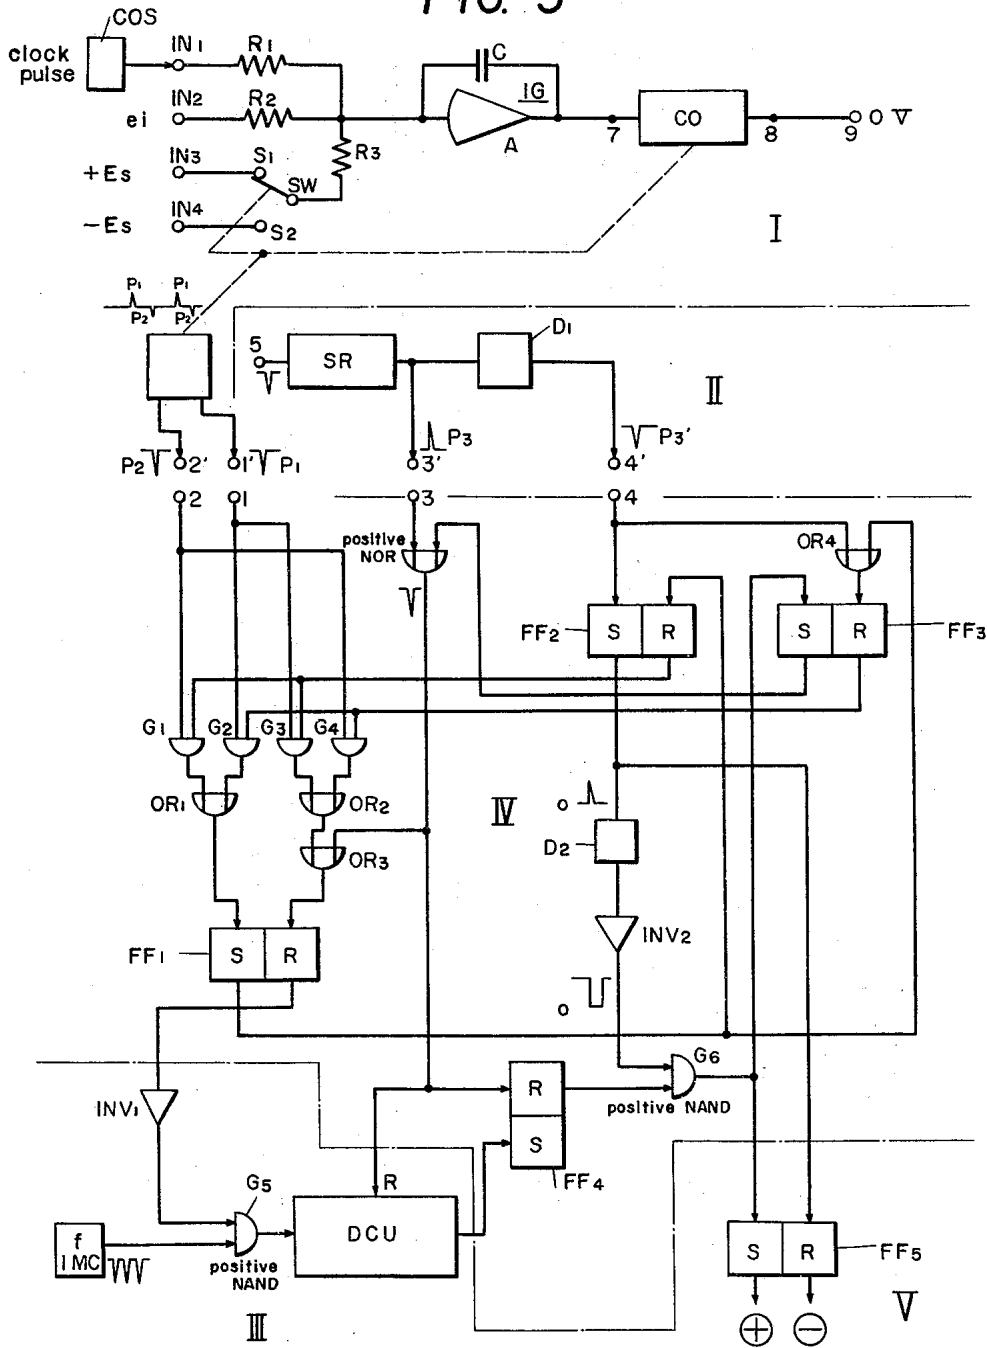 FIG. 5
COS
clock
pulse
IN1
R1
C
IG
IN2
R2
ei
A
7
CO
8
9
O V
R3
+Es
IN3
S1
SW
-Es
IN4
S2
I
P1
P1
P2
P2
5
SR
D1
II
P2
2'
1'
P1
P3
3'
P3'
4'
2
1
3
4
positive
NOR
OR4
FF2
S
R
S
R
FF3
G1
G2
G3
G4
OR1
OR2
IV
O
D2
OR3
INV2
FF1
S
R
O
G6
R
positive NAND
INV1
S
FF4
R
G5
DCU
f
1MC
positive
NAND
S
R
FF5
V
III
+
−